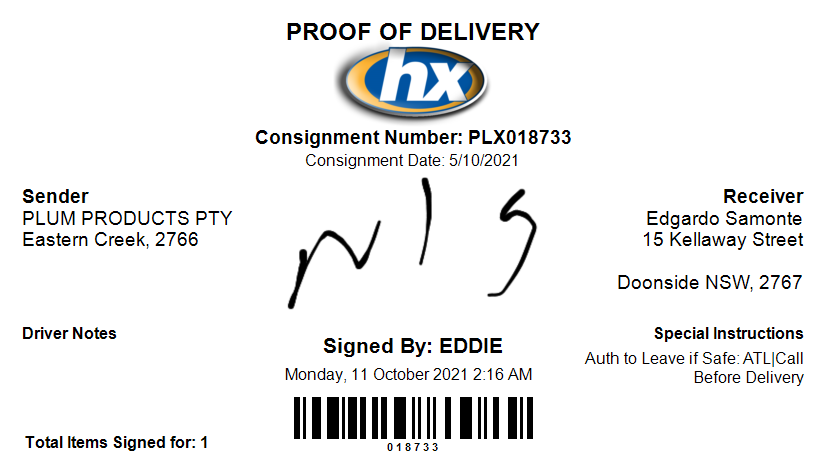 PROOF OF DELIVERY
hx
Consignment Number: PLX018733
Consignment Date: 5/10/2021
Sender
PLUM PRODUCTS PTY
Eastern Creek, 2766
Receiver
Edgardo Samonte
15 Kellaway Street
Doonside NSW, 2767
Driver Notes
Signed By: EDDIE
Monday, 11 October 2021 2:16 AM
Special Instructions
Auth to Leave if Safe: ATL|Call
Before Delivery
Total Items Signed for: 1
018733